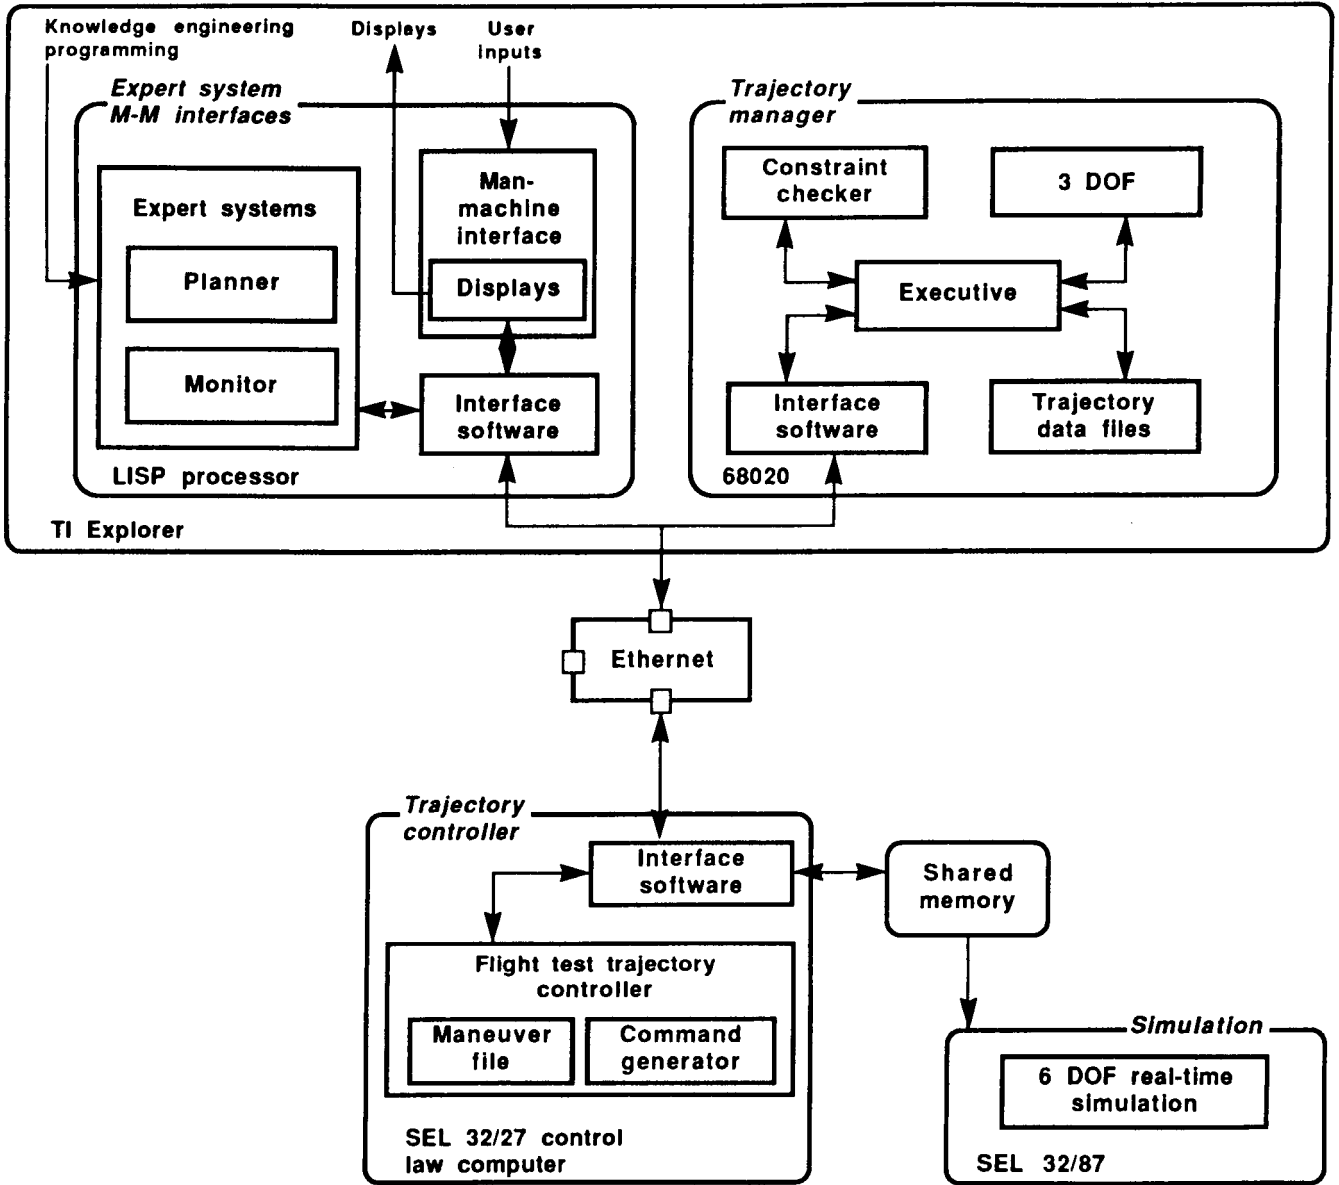 Knowledge engineering
programming
Displays
User
inputs
Expert system
M-M interfaces
Expert systems
Planner
Monitor
Man-
machine
interface
Displays
Interface
software
LISP processor
TI Explorer
Trajectory
manager
Constraint
checker
3 DOF
Executive
Interface
software
Trajectory
data files
68020
Ethernet
Trajectory
controller
Interface
software
Flight test trajectory
controller
Maneuver
file
Command
generator
SEL 32/27 control
law computer
Shared
memory
Simulation
6 DOF real-time
simulation
SEL 32/87